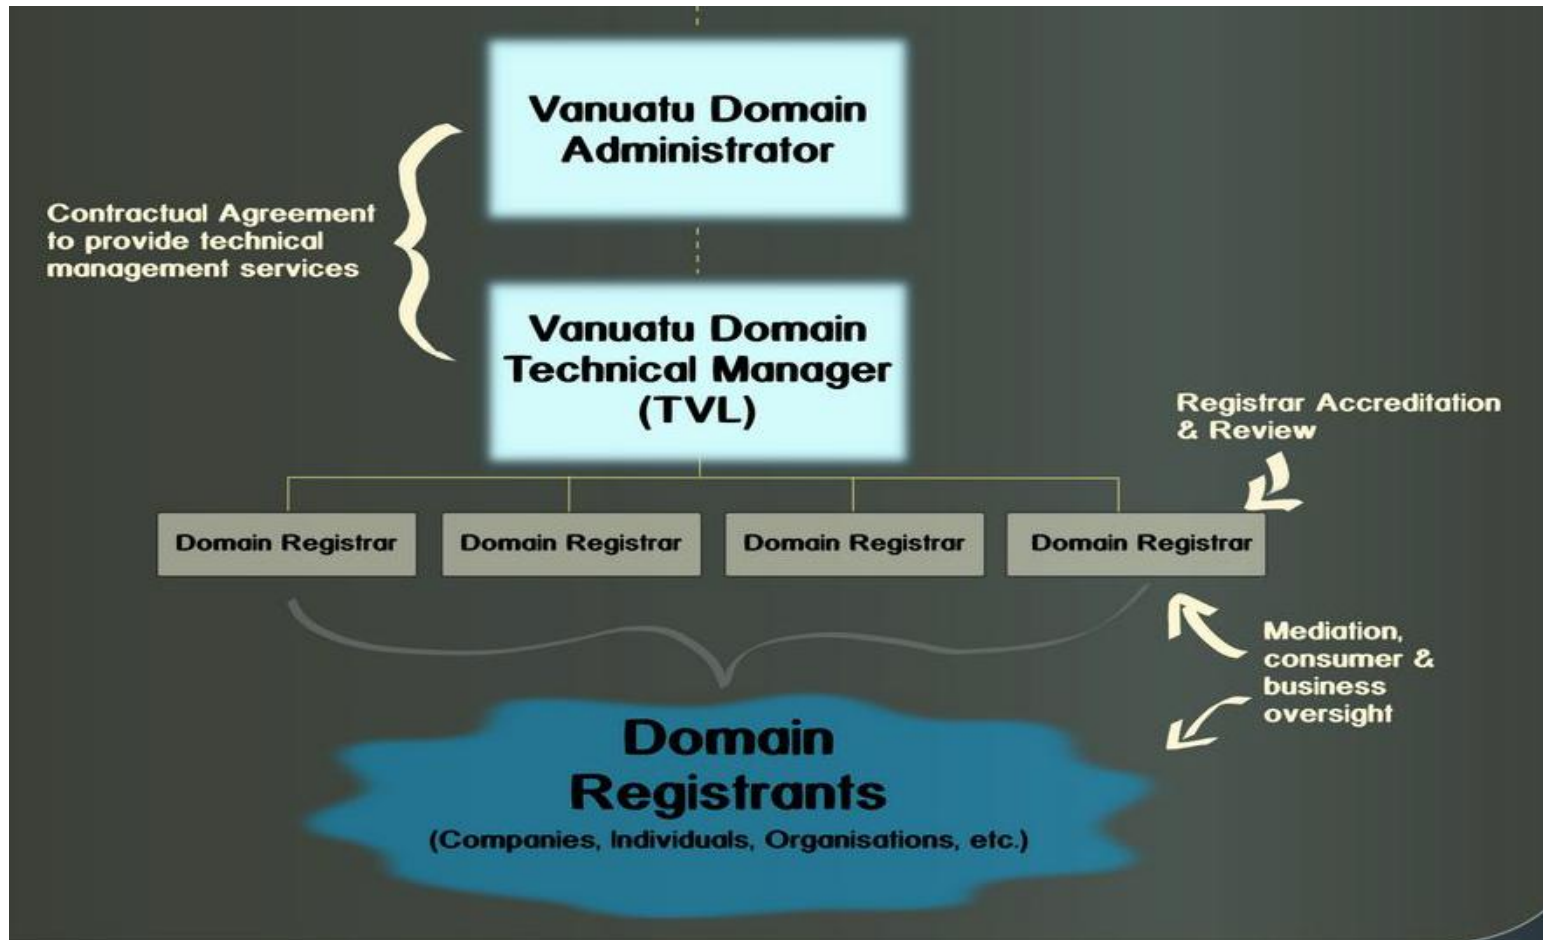 Vanuatu Domain
Administrator
Contractual Agreement
to provide technical
management services
Vanuatu Domain
Technical Manager
(TVL)
Registrar Accreditation
& Review
Domain Registrar
Domain Registrar
Domain Registrar
Domain Registrar
Mediation,
consumer &
business
oversight
Domain
Registrants
(Companies, Individuals, Organisations, etc.)